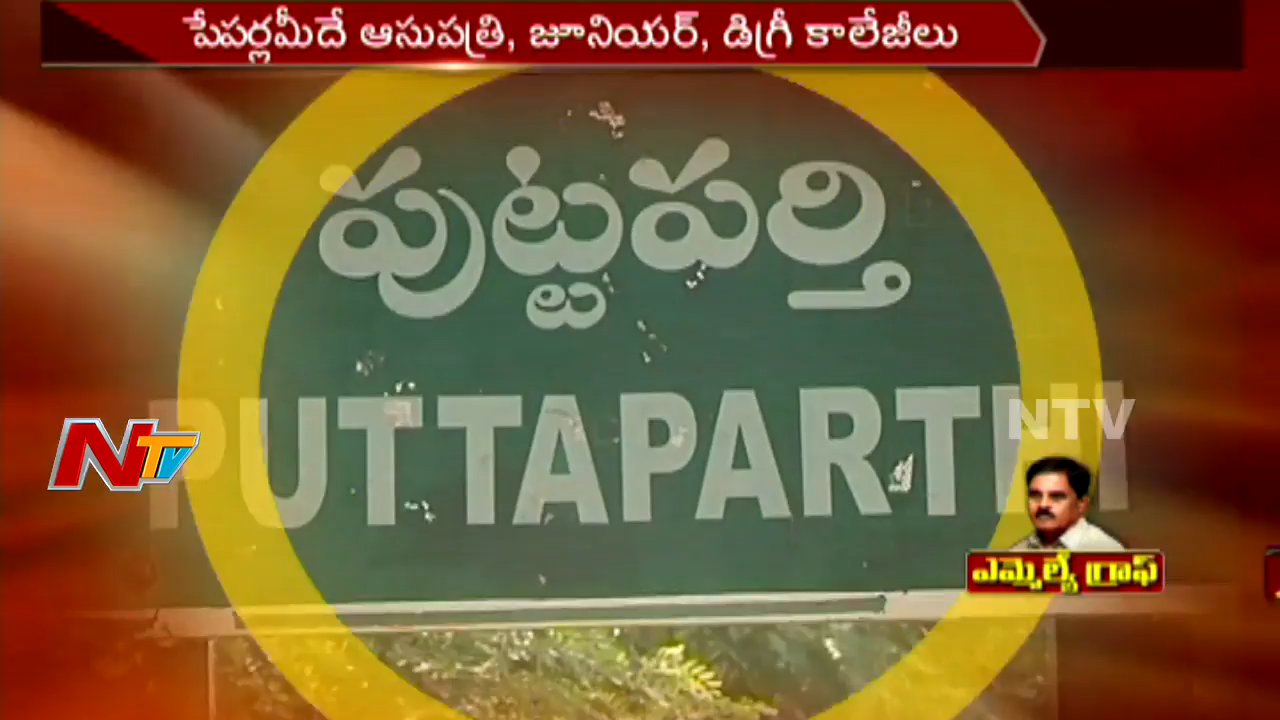 పేపర్లమీదే ఆసుపత్రి, జూనియర్, డిగ్రీ కాలేజీలు
పుట్టపర్తి
PUTTAPARTHI
NTV
NTV
ఎమ్మెల్యే గ్రాఫ్